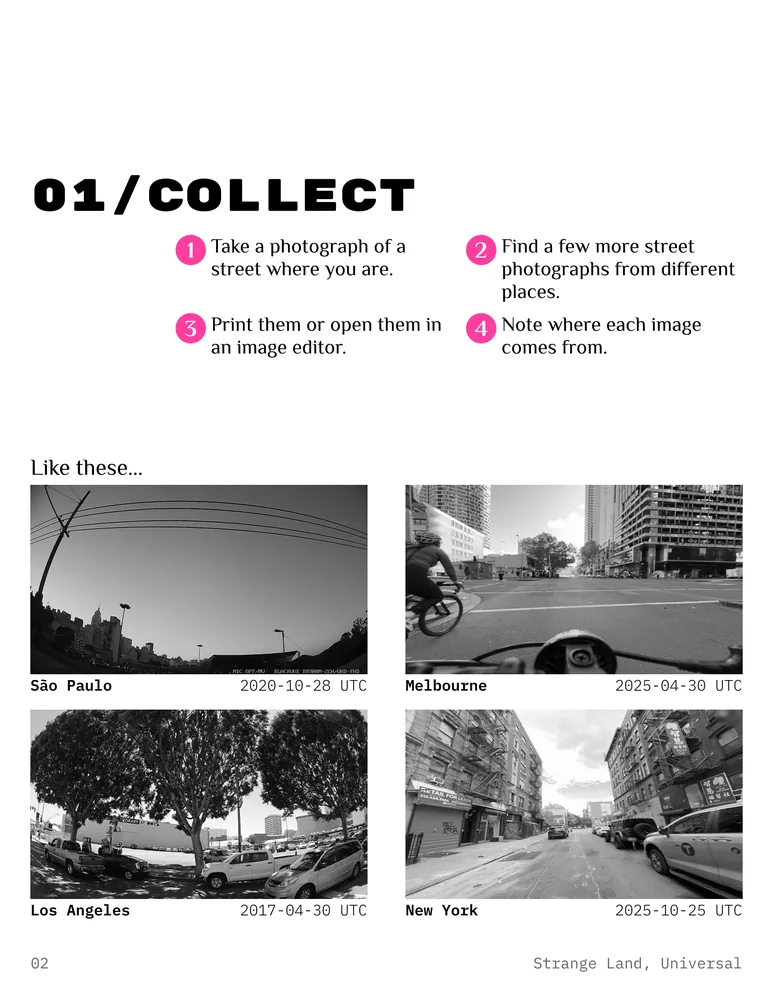 01/COLLECT
1 Take a photograph of a
street where you are.
2 Find a few more street
photographs from different
places.
3 Print them or open them in
an image editor.
4 Note where each image
comes from.
Like these...
São Paulo 2020-10-28 UTC
Melbourne 2025-04-30 UTC
RETAIL FOR LEASE
Los Angeles 2017-04-30 UTC
New York 2025-10-25 UTC
02
Strange Land, Universal